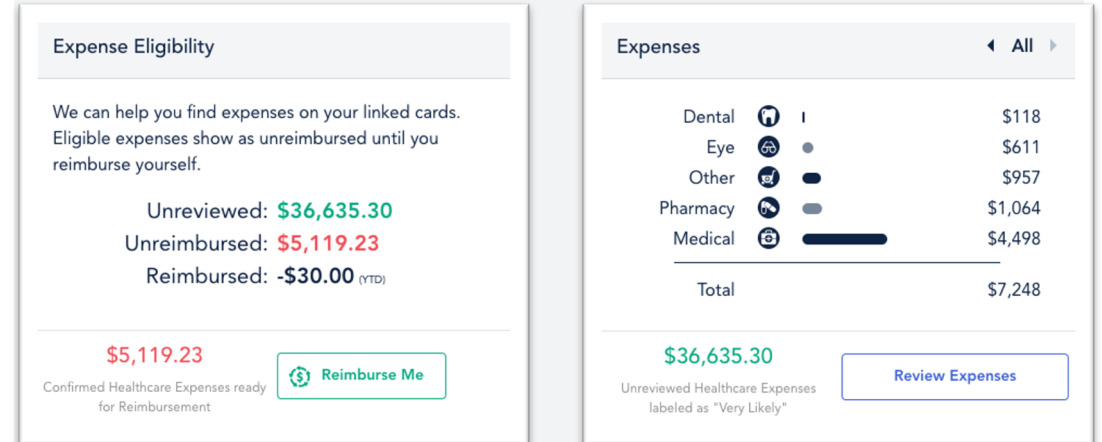 Expense Eligibility
We can help you find expenses on your linked cards.
Eligible expenses show as unreimbursed until you
reimburse yourself.
Unreviewed: $36,635.30
Unreimbursed: $5,119.23
Reimbursed: -$30.00 (YTD)
$5,119.23
Confirmed Healthcare Expenses ready
for Reimbursement
Reimburse Me
Expenses
All
Dental $118
Eye $611
Other $957
Pharmacy $1,064
Medical $4,498
Total $7,248
$36,635.30
Unreviewed Healthcare Expenses
labeled as "Very Likely"
Review Expenses